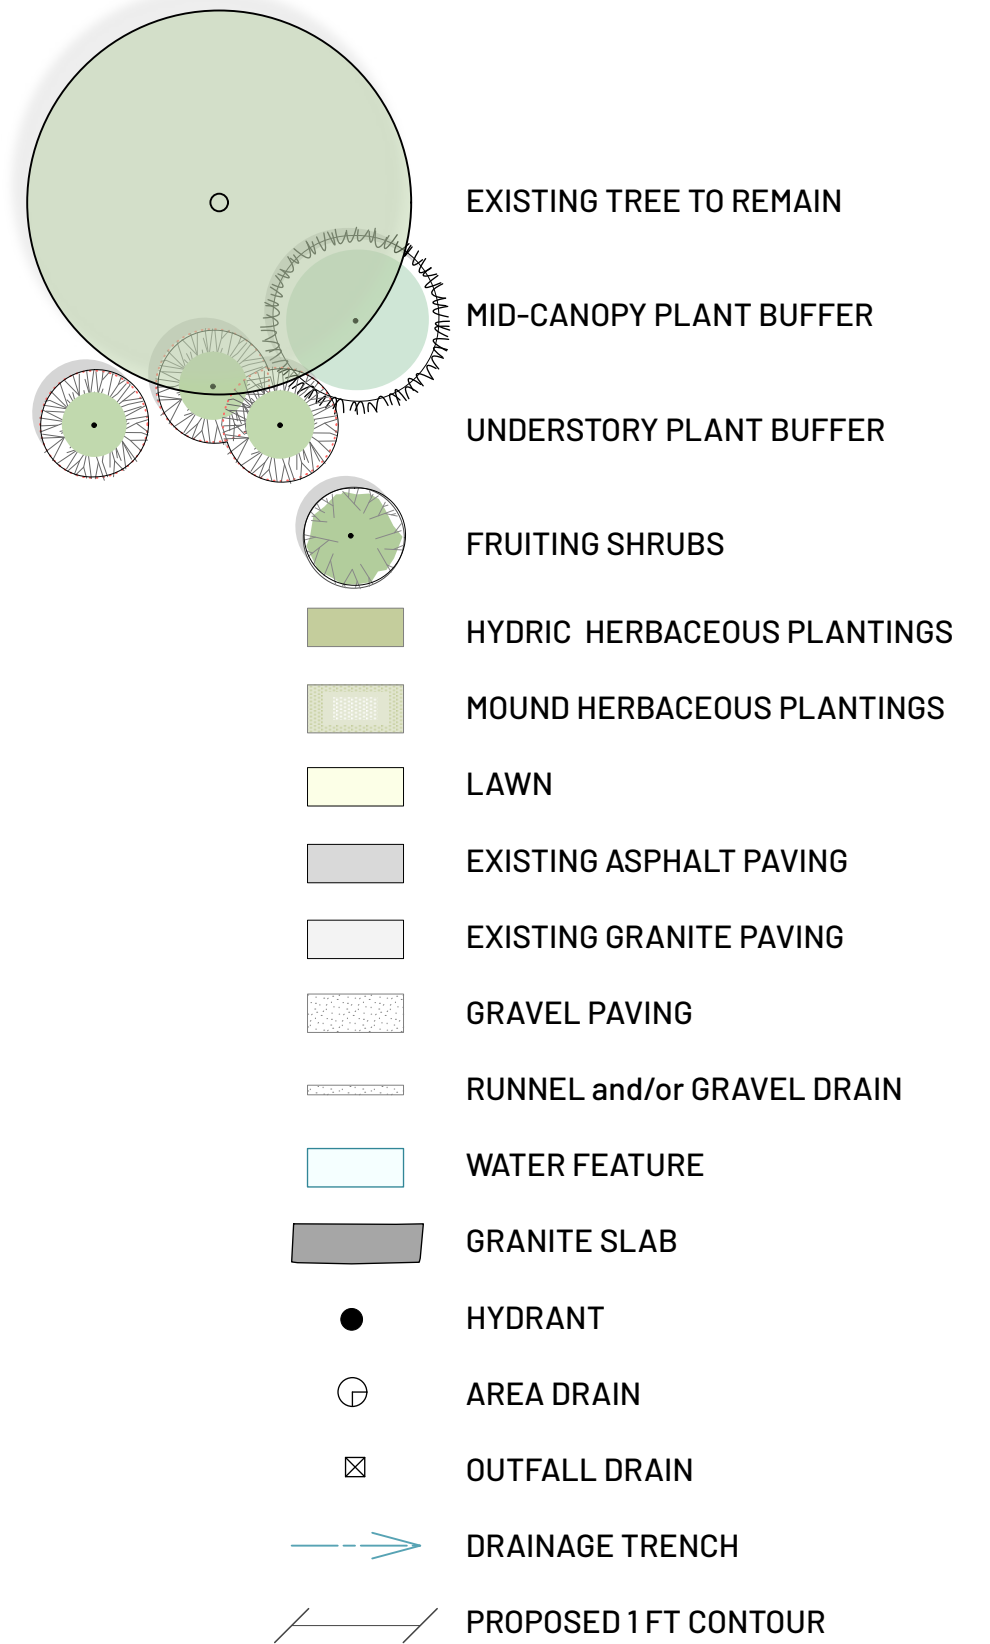 EXISTING TREE TO REMAIN
MID-CANOPY PLANT BUFFER
UNDERSTORY PLANT BUFFER
FRUITING SHRUBS
HYDRIC  HERBACEOUS PLANTINGS
MOUND HERBACEOUS PLANTINGS
LAWN
EXISTING ASPHALT PAVING
EXISTING GRANITE PAVING
GRAVEL PAVING
RUNNEL and/or GRAVEL DRAIN
WATER FEATURE
GRANITE SLAB
HYDRANT
AREA DRAIN
OUTFALL DRAIN
DRAINAGE TRENCH
PROPOSED 1 FT CONTOUR